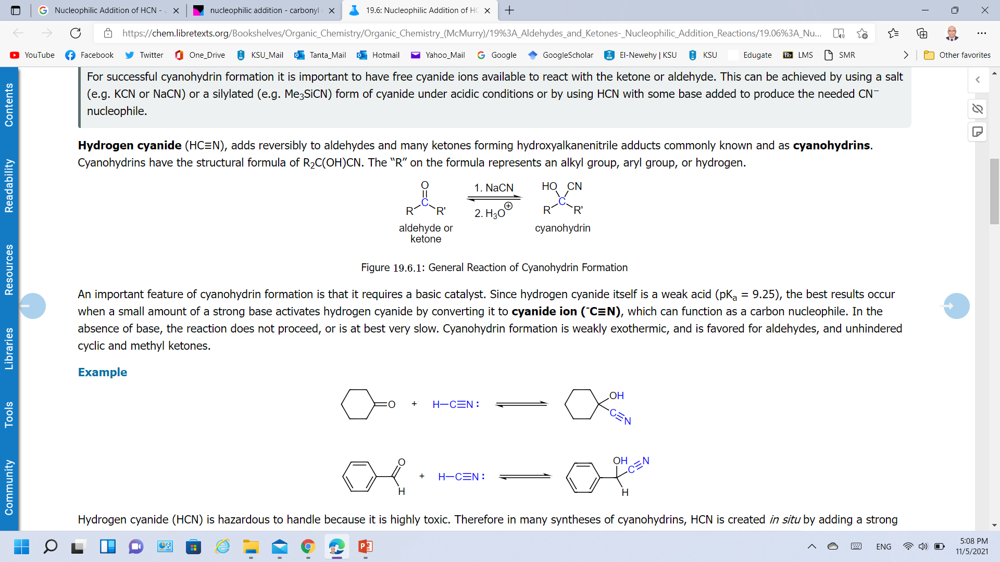 Nucleophilic Addition of HCN -
nucleophilic addition - carbonyl
19.6: Nucleophilic Addition of HC
https://chem.libretexts.org/Bookshelves/Organic_Chemistry/Organic_Chemistry_(McMurry)/19%3A_Aldehydes_and_Ketones-_Nucleophilic_Addition_Reactions/19.06%3A_Nu...
YouTube Facebook Twitter One_Drive KSU_Mail Tanta_Mail Hotmail Yahoo_Mail Google GoogleScholar El-Newehy | KSU KSU Edugate Bb LMS SMR Other favorites
Contents
Readability
Resources
Libraries
Tools
Community
For successful cyanohydrin formation it is important to have free cyanide ions available to react with the ketone or aldehyde. This can be achieved by using a salt
(e.g. KCN or NaCN) or a silylated (e.g. Me₃SiCN) form of cyanide under acidic conditions or by using HCN with some base added to produce the needed CN⁻
nucleophile.
Hydrogen cyanide (HC≡N), adds reversibly to aldehydes and many ketones forming hydroxyalkanenitrile adducts commonly known and as cyanohydrins.
Cyanohydrins have the structural formula of R₂C(OH)CN. The “R” on the formula represents an alkyl group, aryl group, or hydrogen.
O 1. NaCN HO CN
C C
R R' 2. H₃O⊕ R R'
aldehyde or cyanohydrin
ketone
Figure 19.6.1: General Reaction of Cyanohydrin Formation
An important feature of cyanohydrin formation is that it requires a basic catalyst. Since hydrogen cyanide itself is a weak acid (pKₐ = 9.25), the best results occur
when a small amount of a strong base activates hydrogen cyanide by converting it to cyanide ion (⁻C≡N), which can function as a carbon nucleophile. In the
absence of base, the reaction does not proceed, or is at best very slow. Cyanohydrin formation is weakly exothermic, and is favored for aldehydes, and unhindered
cyclic and methyl ketones.
Example
OH
=O + H—C≡N:
C≡N
O OH C≡N
+ H—C≡N:
H H
Hydrogen cyanide (HCN) is hazardous to handle because it is highly toxic. Therefore in many syntheses of cyanohydrins, HCN is created in situ by adding a strong
ENG
5:08 PM
11/5/2021